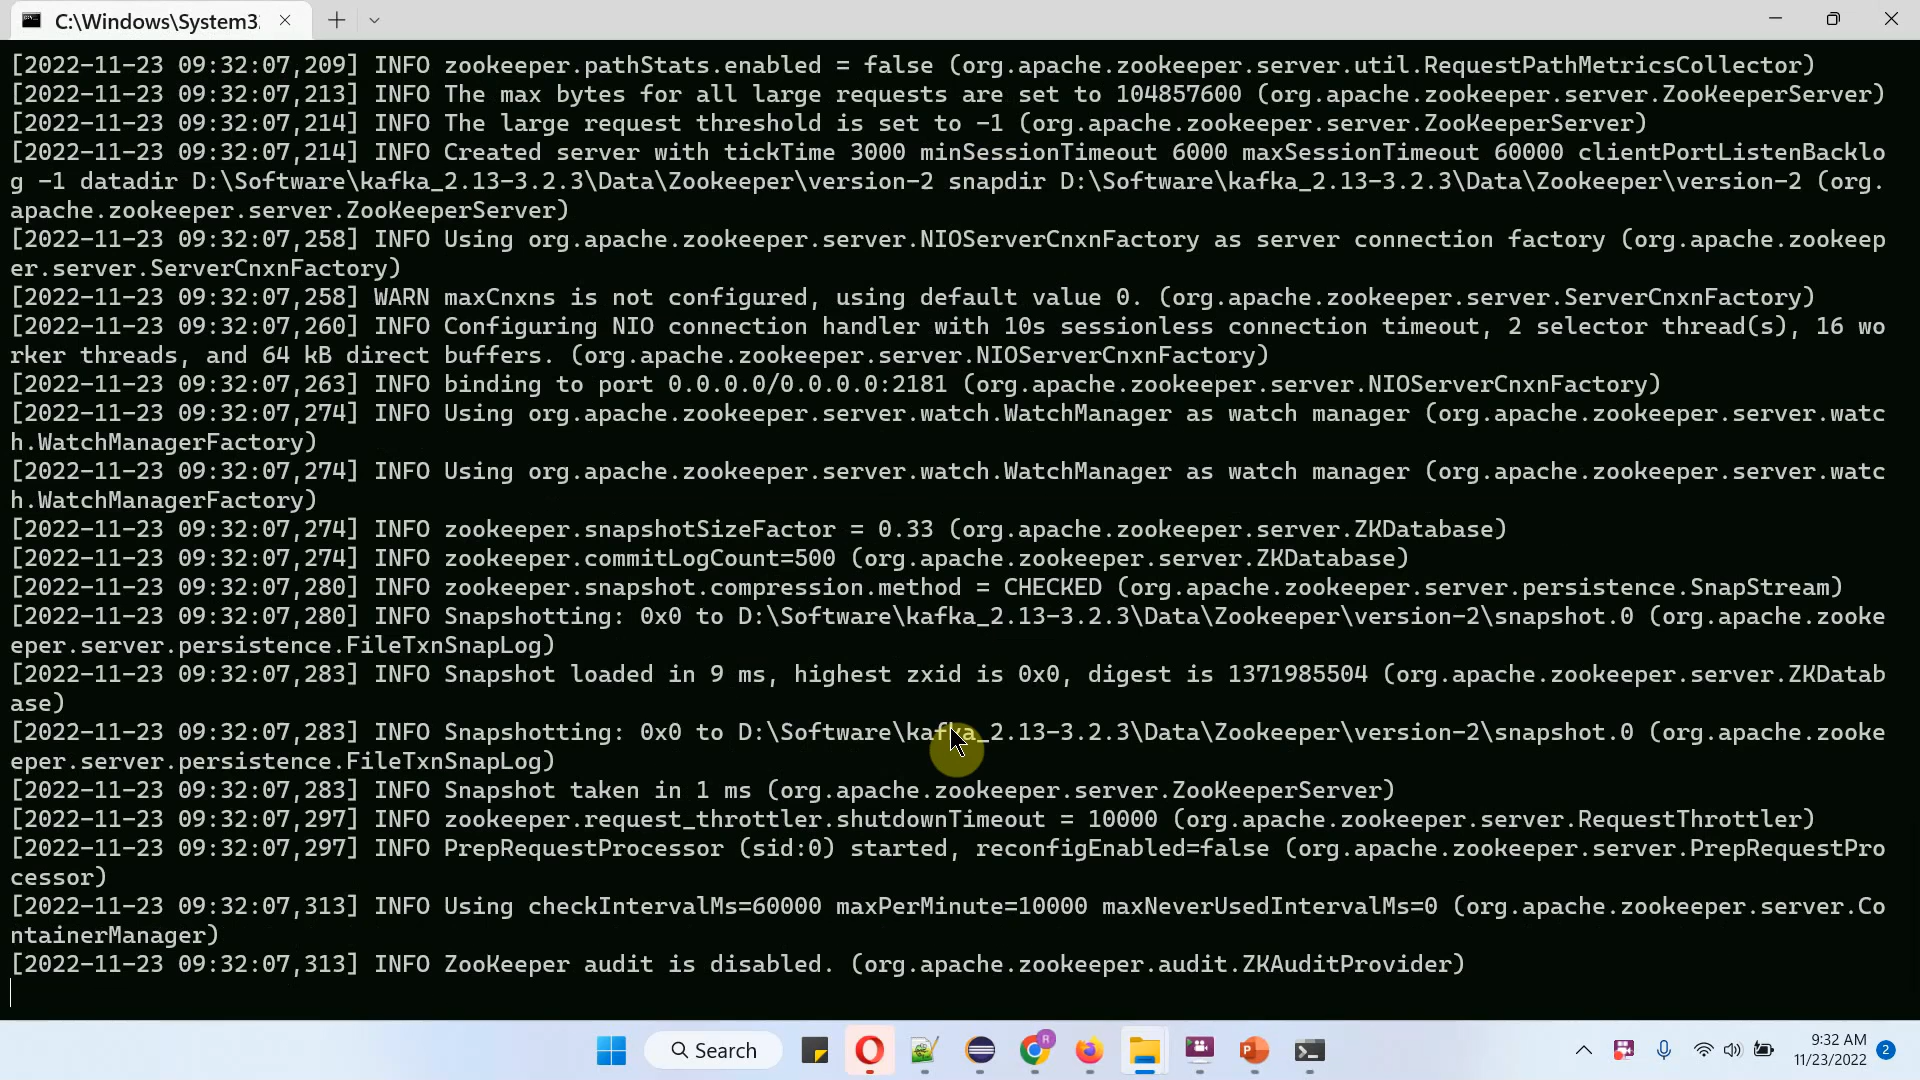 C:\Windows\System3
[2022-11-23 09:32:07,209] INFO zookeeper.pathStats.enabled = false (org.apache.zookeeper.server.util.RequestPathMetricsCollector)
[2022-11-23 09:32:07,213] INFO The max bytes for all large requests are set to 104857600 (org.apache.zookeeper.server.ZooKeeperServer)
[2022-11-23 09:32:07,214] INFO The large request threshold is set to -1 (org.apache.zookeeper.server.ZooKeeperServer)
[2022-11-23 09:32:07,214] INFO Created server with tickTime 3000 minSessionTimeout 6000 maxSessionTimeout 60000 clientPortListenBacklo
g -1 datadir D:\Software\kafka_2.13-3.2.3\Data\Zookeeper\version-2 snapdir D:\Software\kafka_2.13-3.2.3\Data\Zookeeper\version-2 (org.
apache.zookeeper.server.ZooKeeperServer)
[2022-11-23 09:32:07,258] INFO Using org.apache.zookeeper.server.NIOServerCnxnFactory as server connection factory (org.apache.zookeep
er.server.ServerCnxnFactory)
[2022-11-23 09:32:07,258] WARN maxCnxns is not configured, using default value 0. (org.apache.zookeeper.server.ServerCnxnFactory)
[2022-11-23 09:32:07,260] INFO Configuring NIO connection handler with 10s sessionless connection timeout, 2 selector thread(s), 16 wo
rker threads, and 64 kB direct buffers. (org.apache.zookeeper.server.NIOServerCnxnFactory)
[2022-11-23 09:32:07,263] INFO binding to port 0.0.0.0/0.0.0.0:2181 (org.apache.zookeeper.server.NIOServerCnxnFactory)
[2022-11-23 09:32:07,274] INFO Using org.apache.zookeeper.server.watch.WatchManager as watch manager (org.apache.zookeeper.server.watc
h.WatchManagerFactory)
[2022-11-23 09:32:07,274] INFO Using org.apache.zookeeper.server.watch.WatchManager as watch manager (org.apache.zookeeper.server.watc
h.WatchManagerFactory)
[2022-11-23 09:32:07,274] INFO zookeeper.snapshotSizeFactor = 0.33 (org.apache.zookeeper.server.ZKDatabase)
[2022-11-23 09:32:07,274] INFO zookeeper.commitLogCount=500 (org.apache.zookeeper.server.ZKDatabase)
[2022-11-23 09:32:07,280] INFO zookeeper.snapshot.compression.method = CHECKED (org.apache.zookeeper.server.persistence.SnapStream)
[2022-11-23 09:32:07,280] INFO Snapshotting: 0x0 to D:\Software\kafka_2.13-3.2.3\Data\Zookeeper\version-2\snapshot.0 (org.apache.zooke
eper.server.persistence.FileTxnSnapLog)
[2022-11-23 09:32:07,283] INFO Snapshot loaded in 9 ms, highest zxid is 0x0, digest is 1371985504 (org.apache.zookeeper.server.ZKDatab
ase)
[2022-11-23 09:32:07,283] INFO Snapshotting: 0x0 to D:\Software\kafka_2.13-3.2.3\Data\Zookeeper\version-2\snapshot.0 (org.apache.zooke
eper.server.persistence.FileTxnSnapLog)
[2022-11-23 09:32:07,283] INFO Snapshot taken in 1 ms (org.apache.zookeeper.server.ZooKeeperServer)
[2022-11-23 09:32:07,297] INFO zookeeper.request_throttler.shutdownTimeout = 10000 (org.apache.zookeeper.server.RequestThrottler)
[2022-11-23 09:32:07,297] INFO PrepRequestProcessor (sid:0) started, reconfigEnabled=false (org.apache.zookeeper.server.PrepRequestPro
cessor)
[2022-11-23 09:32:07,313] INFO Using checkIntervalMs=60000 maxPerMinute=10000 maxNeverUsedIntervalMs=0 (org.apache.zookeeper.server.Co
ntainerManager)
[2022-11-23 09:32:07,313] INFO ZooKeeper audit is disabled. (org.apache.zookeeper.audit.ZKAuditProvider)
Search
R
P
9:32 AM
11/23/2022
2